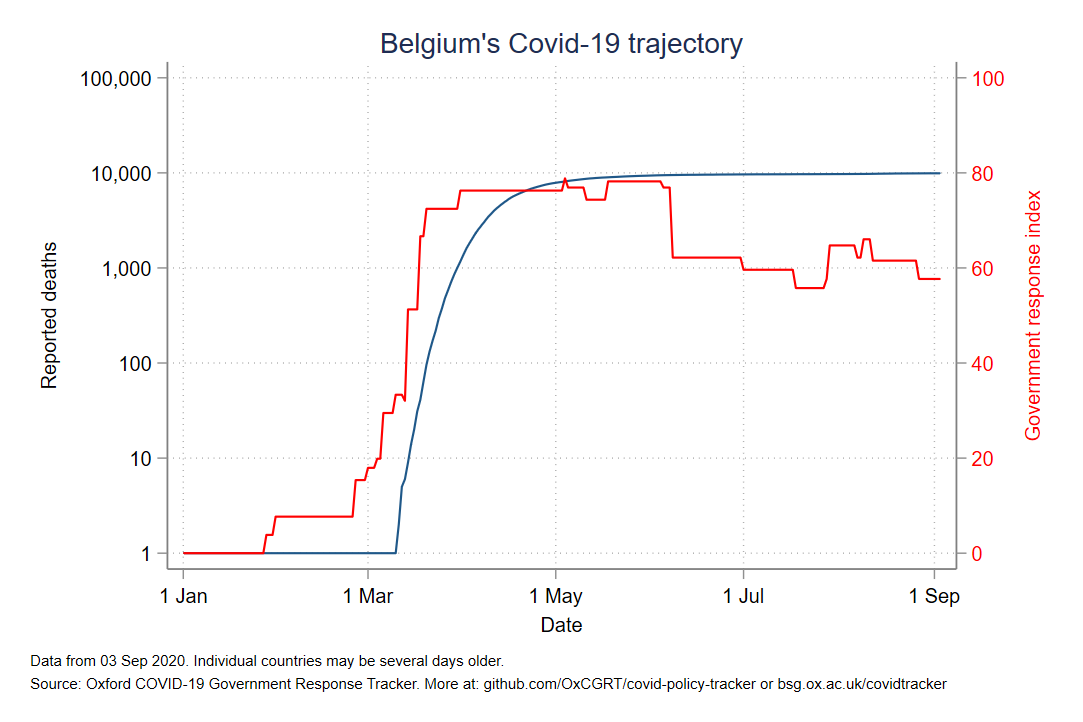 Belgium's Covid-19 trajectory
100,000
10,000
1,000
100
10
1
Reported deaths
100
80
60
40
20
0
Government response index
1 Jan
1 Mar
1 May
1 Jul
1 Sep
Date
Data from 03 Sep 2020. Individual countries may be several days older.
Source: Oxford COVID-19 Government Response Tracker. More at: github.com/OxCGRT/covid-policy-tracker or bsg.ox.ac.uk/covidtracker